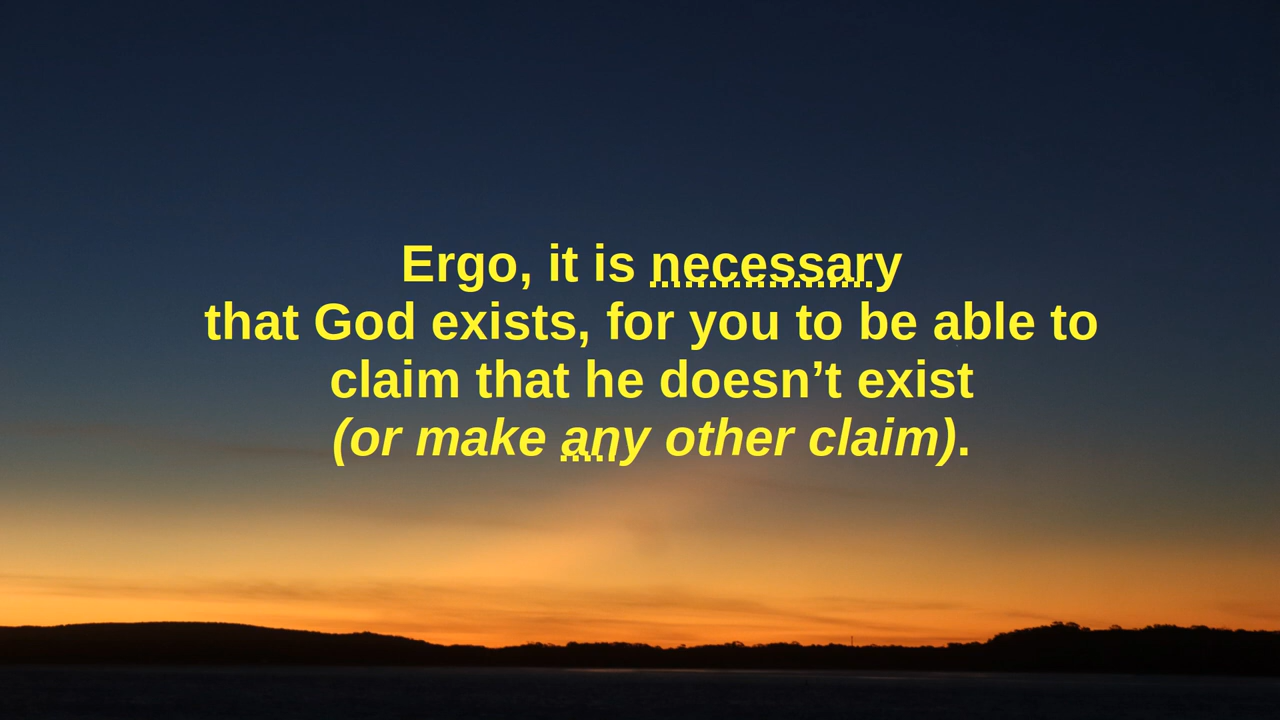 Ergo, it is necessary
that God exists, for you to be able to
claim that he doesn’t exist
(or make any other claim).